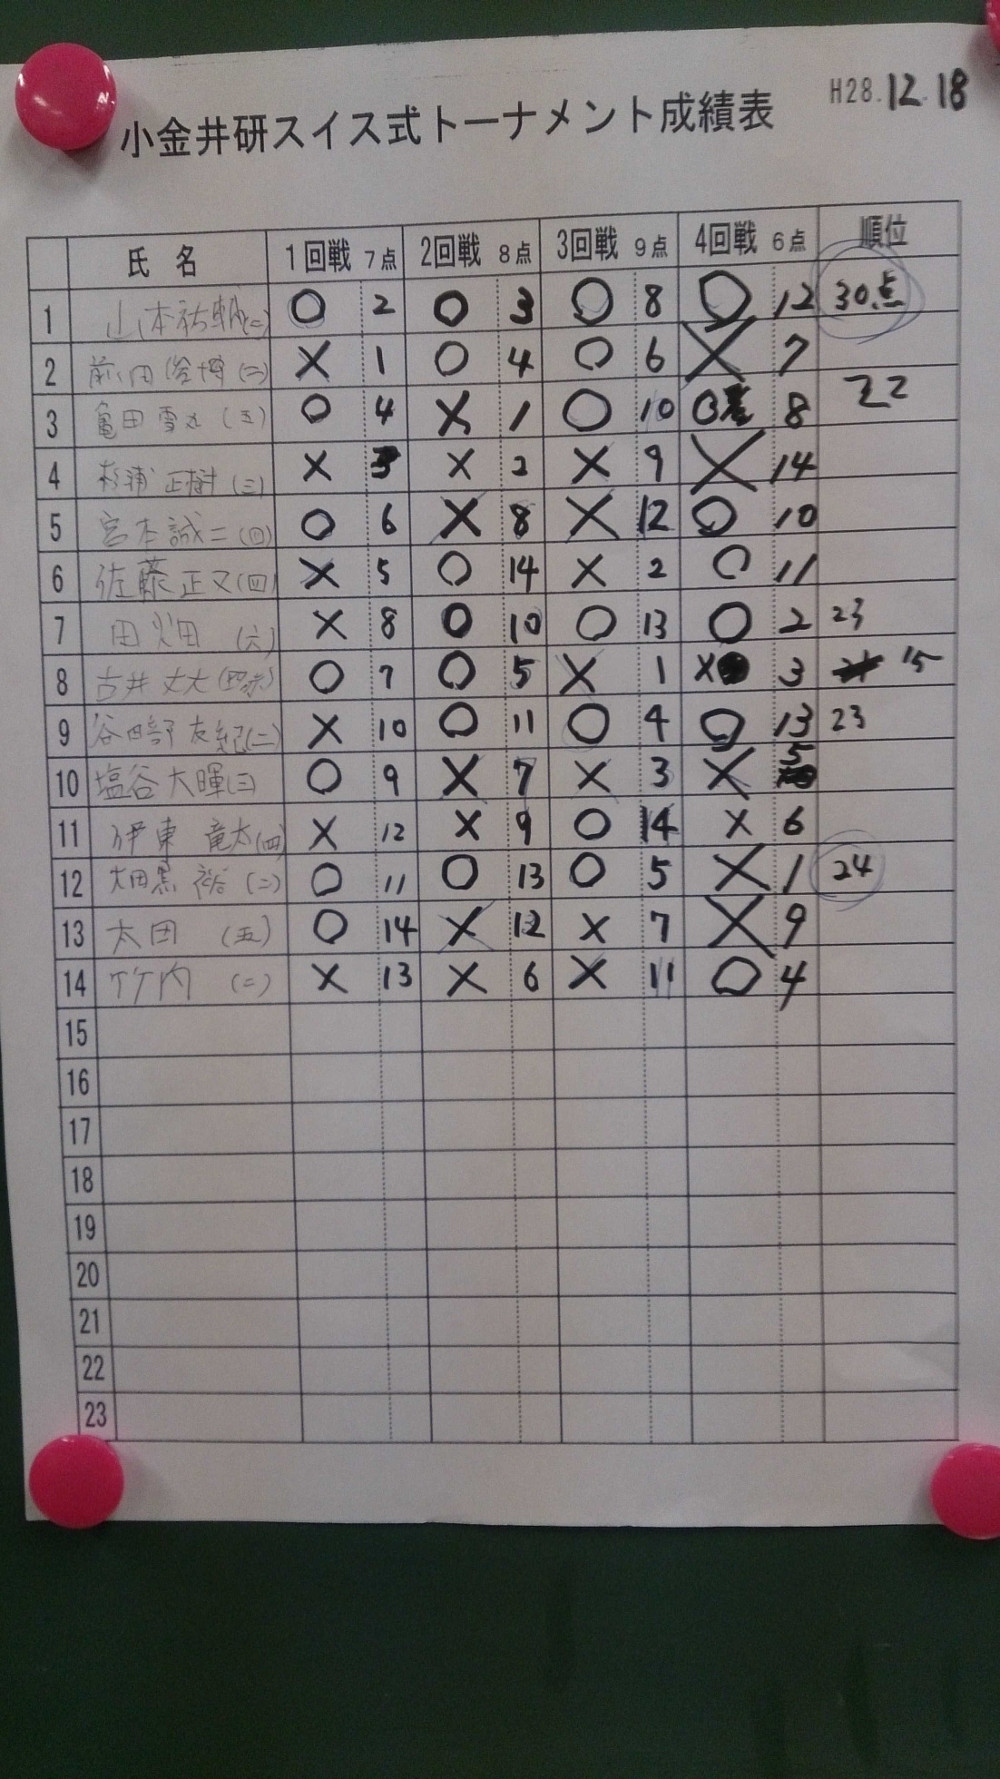 H28.12.18
小金井研スイス式トーナメント成績表
氏 名 1回戦 7点 2回戦 8点 3回戦 9点 4回戦 6点 順位
1 山本祐輔(二) ○ 2 ○ 3 ○ 8 ○ 12 30点
2 前田 (二) × 1 ○ 4 ○ 6 × 7
3 亀田 雪丸 (五) ○ 4 × 1 ○ 10 ○ 8 22
4 杉浦 正樹 (三) × 3 × 2 × 9 × 14
5 宮本誠二(四) ○ 6 × 8 × 12 ○ 10
6 佐藤正又(四) × 5 ○ 14 × 2 ○ 11
7 田畑 (六) × 8 ○ 10 ○ 13 ○ 2 23
8 古井丈大 ○ 7 ○ 5 × 1 × 3 15
9 谷田部 友紀(二) × 10 ○ 11 ○ 4 ○ 13 23
10 塩谷大暉(三) ○ 9 × 7 × 3 × 5
11 伊東 竜太(四) × 12 × 9 ○ 14 × 6
12 (二) ○ 11 ○ 13 ○ 5 × 1 24
13 太田 (五) ○ 14 × 12 × 7 × 9
14 竹内 (二) × 13 × 6 × 11 ○ 4
15
16
17
18
19
20
21
22
23